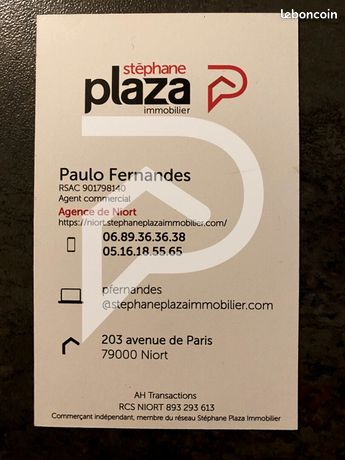 leboncoin
stéphane
plaza
immobilier
Paulo Fernandes
RSAC 901798140
Agent commercial
Agence de Niort
https://niort.stephaneplazaimmobilier.com/
06.89.36.36.38
05.16.18.55.65
pfernandes
@stephaneplazaimmobilier.com
203 avenue de Paris
79000 Niort
AH Transactions
RCS NIORT 893 293 613
Commerçant indépendant, membre du réseau Stéphane Plaza Immobilier